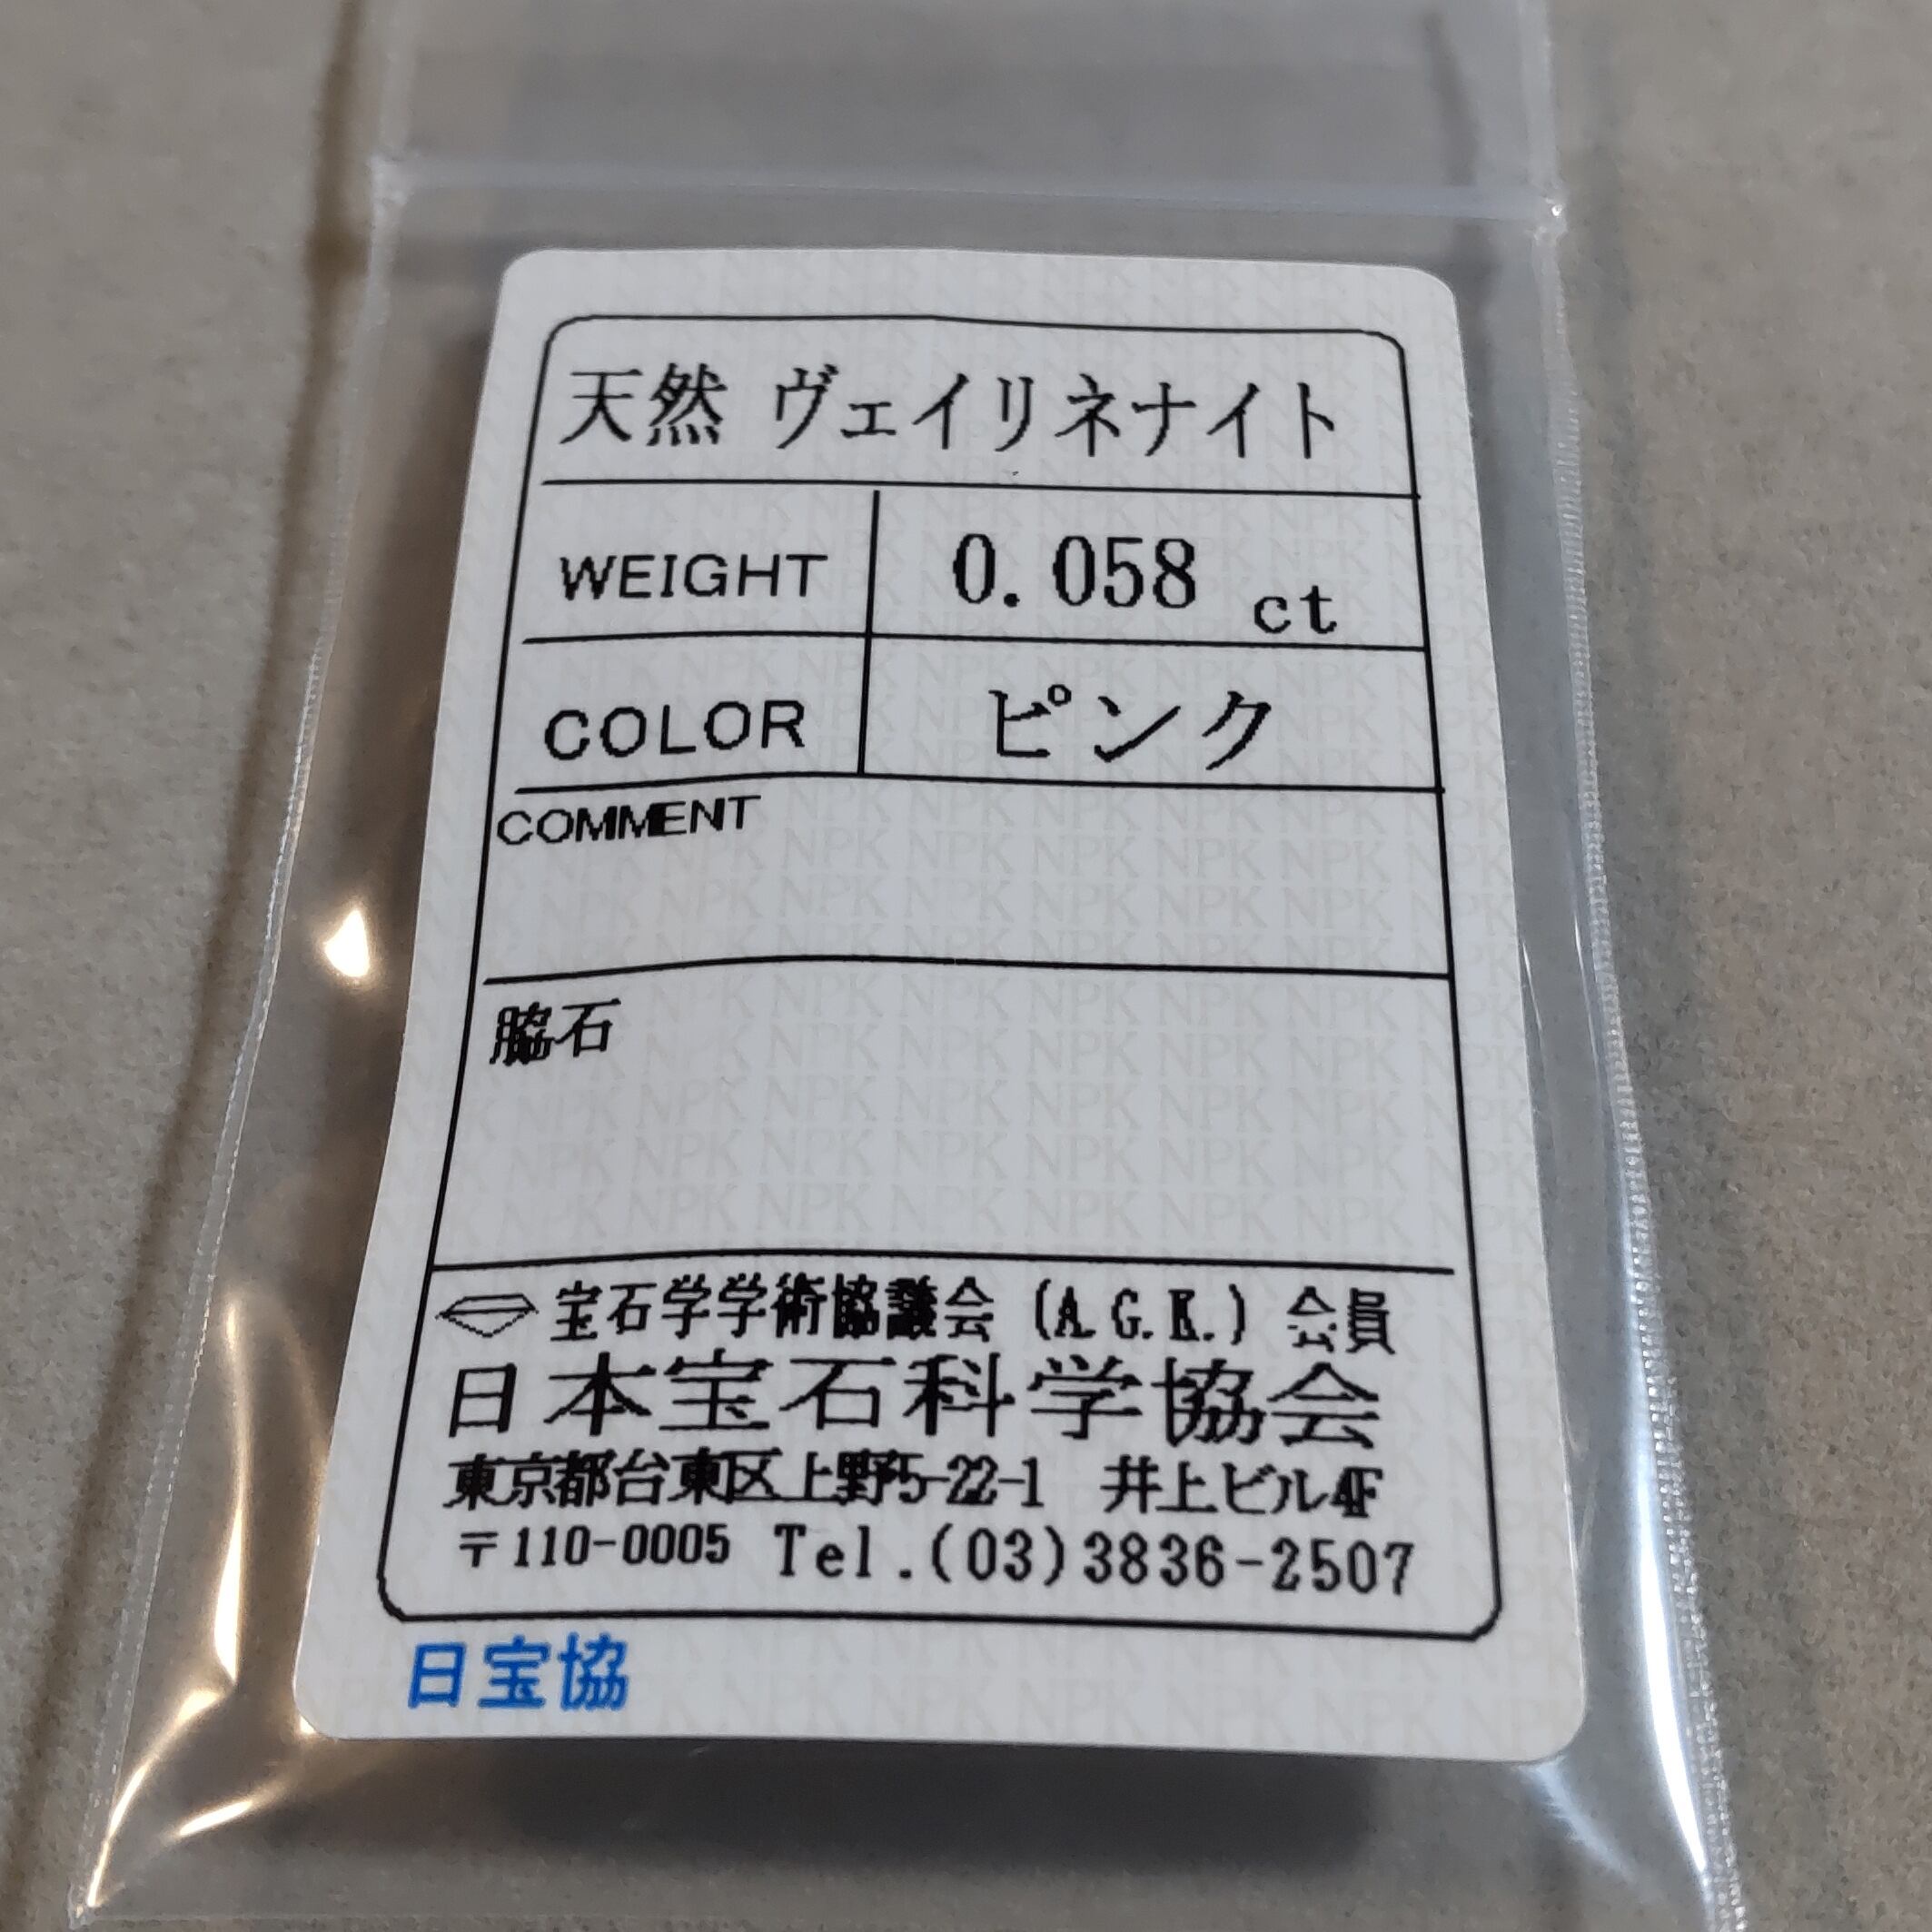 天然 ヴェイリネナイト
WEIGHT 0.058 ct
COLOR ピンク
COMMENT
脇石
宝石学学術協議会 (A.G.K.) 会員
日本宝石科学協会
東京都台東区上野5-22-1 井上ビル4F
〒110-0005 Tel.(03)3836-2507
日宝協